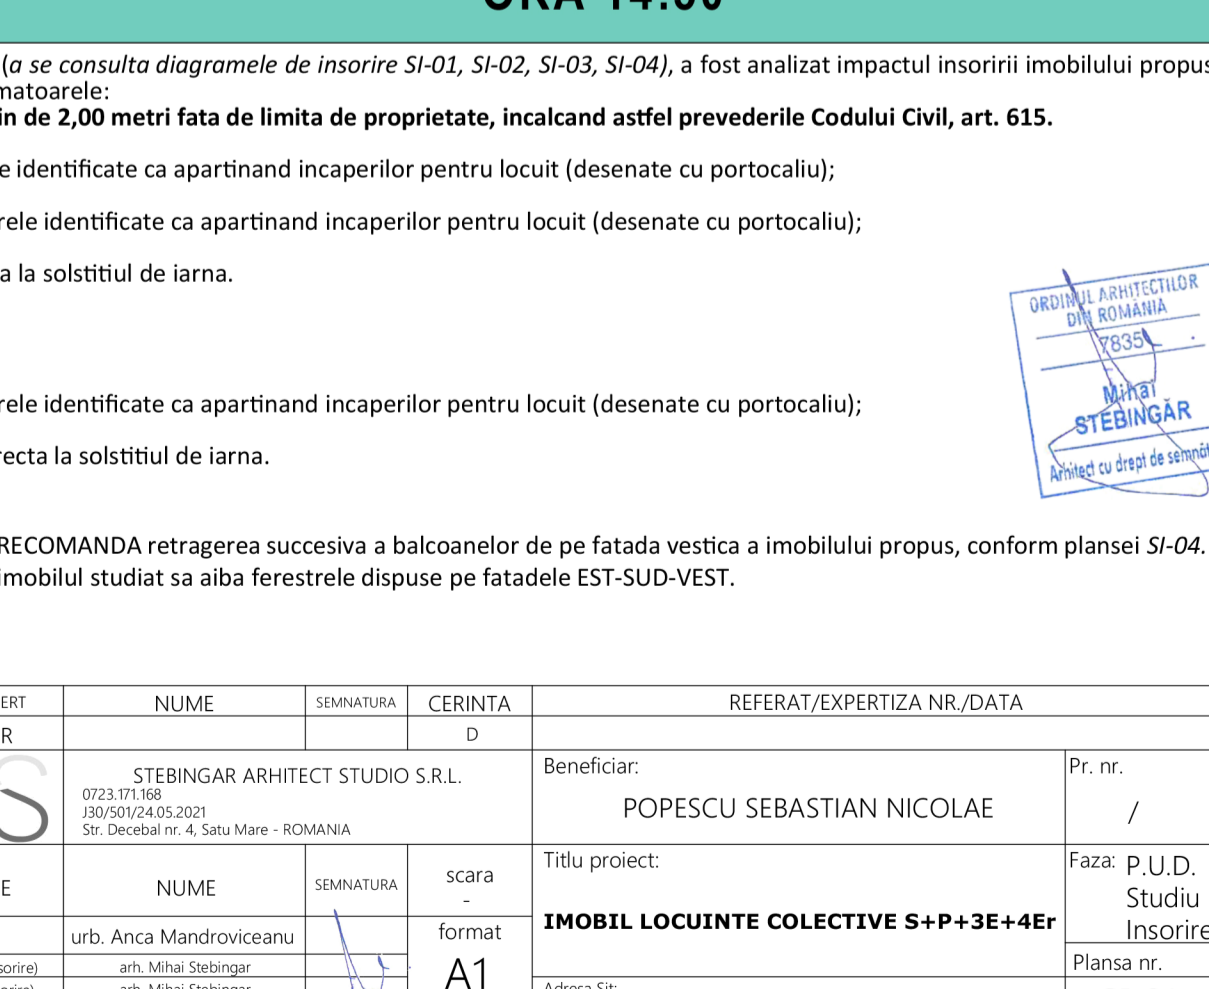 ORA 14:00
(a se consulta diagramele de insorire SI-01, SI-02, SI-03, SI-04), a fost analizat impactul insoririi imobilului propus
matoarele:
in de 2,00 metri fata de limita de proprietate, incalcand astfel prevederile Codului Civil, art. 615.
e identificate ca apartinand incaperilor pentru locuit (desenate cu portocaliu);
rele identificate ca apartinand incaperilor pentru locuit (desenate cu portocaliu);
a la solstitiul de iarna.
ORDINUL ARHITECTILOR
DIN ROMÂNIA
7835
Mihai
STEBINGĂR
Arhitect cu drept de semnăt
rele identificate ca apartinand incaperilor pentru locuit (desenate cu portocaliu);
recta la solstitiul de iarna.
RECOMANDA retragerea succesiva a balcoanelor de pe fatada vestica a imobilului propus, conform plansei SI-04.
imobilul studiat sa aiba ferestrele dispuse pe fatadele EST-SUD-VEST.
ERT NUME SEMNATURA CERINTA REFERAT/EXPERTIZA NR./DATA
R D
S
STEBINGAR ARHITECT STUDIO S.R.L.
0723.171.168
J30/501/24.05.2021
Str. Decebal nr. 4, Satu Mare - ROMANIA
Beneficiar:
POPESCU SEBASTIAN NICOLAE
Pr. nr.
/
E NUME SEMNATURA
scara
-
format
A1
Titlu proiect:
IMOBIL LOCUINTE COLECTIVE S+P+3E+4Er
Faza: P.U.D.
Studiu
Insorire
urb. Anca Mandroviceanu
sorire) arh. Mihai Stebingar
arh. Mihai Stebingar
Adresa Sit:
Plansa nr.